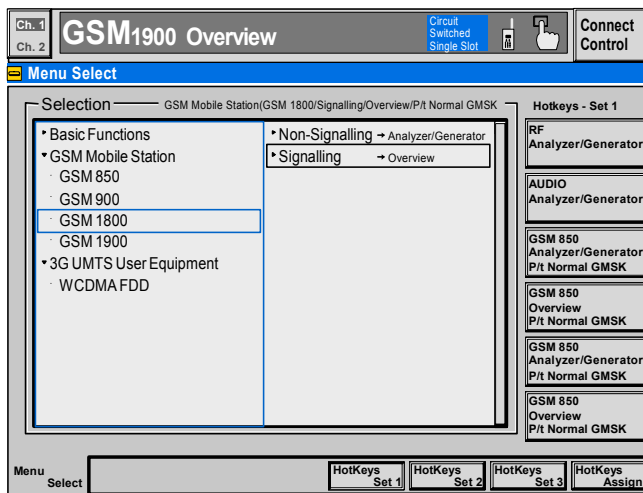 Ch. 1
Ch. 2
GSM1900 Overview
Circuit
Switched
Single Slot
Connect
Control
Menu Select
Selection
GSM Mobile Station(GSM 1800/Signalling/Overview/P/t Normal GMSK
Hotkeys - Set 1
Basic Functions
GSM Mobile Station
GSM 850
GSM 900
GSM 1800
GSM 1900
3G UMTS User Equipment
WCDMA FDD
Non-Signalling → Analyzer/Generator
Signalling → Overview
RF
Analyzer/Generator
AUDIO
Analyzer/Generator
GSM 850
Analyzer/Generator
P/t Normal GMSK
GSM 850
Overview
P/t Normal GMSK
GSM 850
Analyzer/Generator
P/t Normal GMSK
GSM 850
Overview
P/t Normal GMSK
Menu
Select
HotKeys
Set 1
HotKeys
Set 2
HotKeys
Set 3
HotKeys
Assign